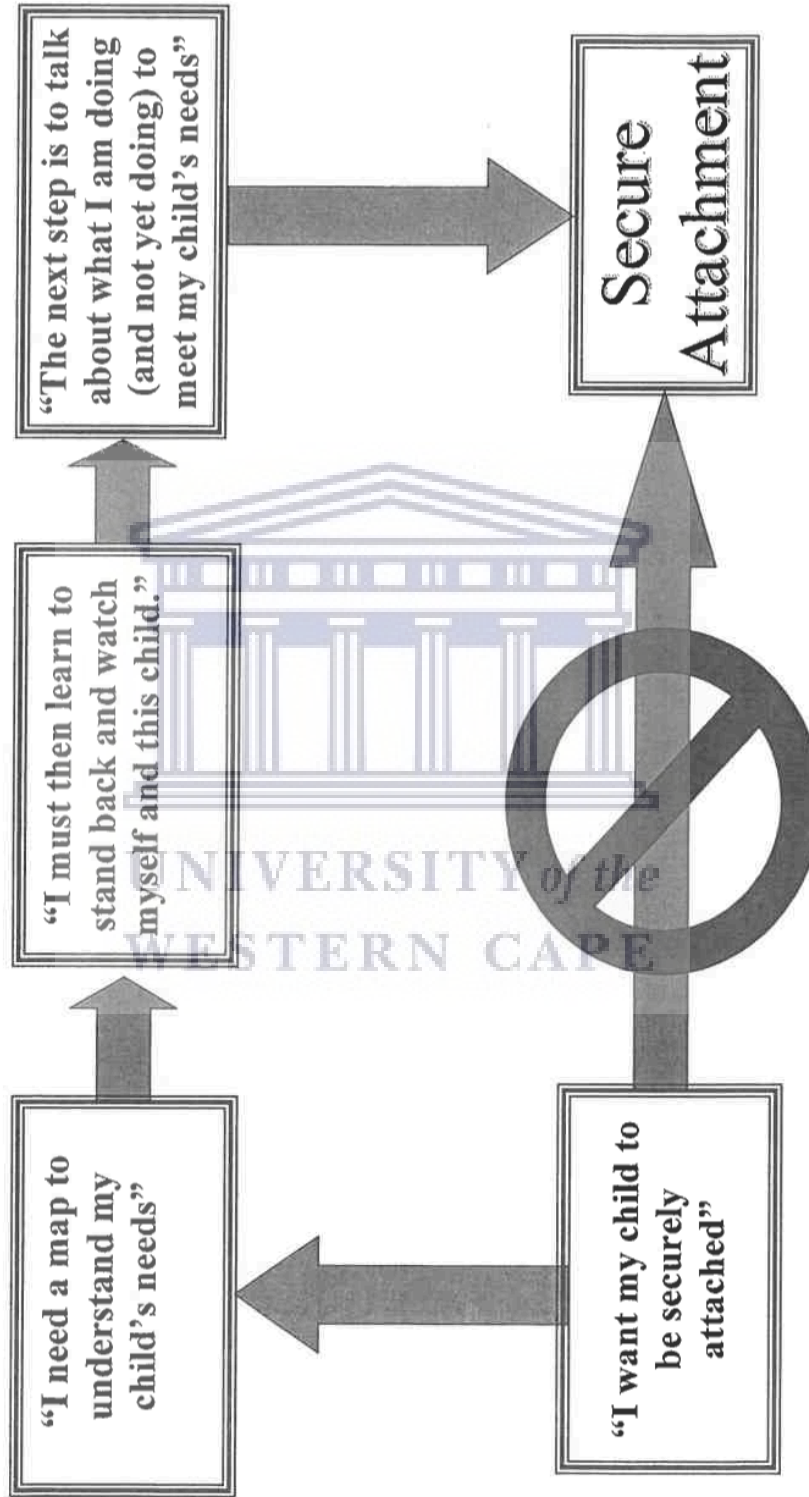 “I need a map to
understand my
child’s needs”
“I must then learn to
stand back and watch
myself and this child.”
“The next step is to talk
about what I am doing
(and not yet doing) to
meet my child’s needs”
“I want my child to
be securely
attached”
Secure
Attachment
UNIVERSITY of the
WESTERN CAPE